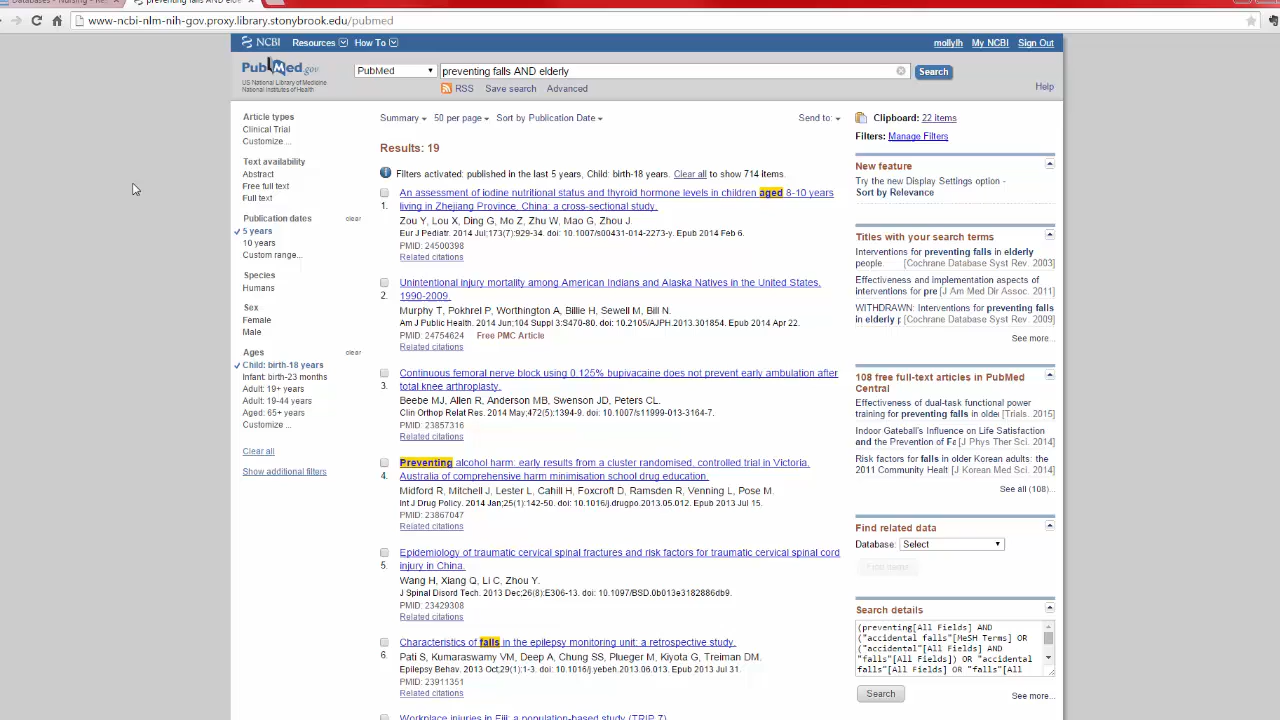 preventing falls AND eld
www-ncbi-nlm-nih-gov.proxy.library.stonybrook.edu/pubmed
NCBI Resources How To mollylh My NCBI Sign Out
PubMed.gov
US National Library of Medicine
National Institutes of Health
PubMed preventing falls AND elderly Search
RSS Save search Advanced Help
Article types
Clinical Trial
Customize ...
Text availability
Abstract
Free full text
Full text
Publication dates clear
5 years
10 years
Custom range...
Species
Humans
Sex
Female
Male
Ages clear
Child: birth-18 years
Infant: birth-23 months
Adult: 19+ years
Adult: 19-44 years
Aged: 65+ years
Customize ...
Clear all
Show additional filters
Summary 50 per page Sort by Publication Date Send to:
Results: 19
Filters activated: published in the last 5 years, Child: birth-18 years. Clear all to show 714 items.
An assessment of iodine nutritional status and thyroid hormone levels in children aged 8-10 years
1. living in Zhejiang Province, China: a cross-sectional study.
Zou Y, Lou X, Ding G, Mo Z, Zhu W, Mao G, Zhou J.
Eur J Pediatr. 2014 Jul;173(7):929-34. doi: 10.1007/s00431-014-2273-y. Epub 2014 Feb 6.
PMID: 24500398
Related citations
Unintentional injury mortality among American Indians and Alaska Natives in the United States,
2. 1990-2009.
Murphy T, Pokhrel P, Worthington A, Billie H, Sewell M, Bill N.
Am J Public Health. 2014 Jun;104 Suppl 3:S470-80. doi: 10.2105/AJPH.2013.301854. Epub 2014 Apr 22.
PMID: 24754624 Free PMC Article
Related citations
Continuous femoral nerve block using 0.125% bupivacaine does not prevent early ambulation after
3. total knee arthroplasty.
Beebe MJ, Allen R, Anderson MB, Swenson JD, Peters CL.
Clin Orthop Relat Res. 2014 May;472(5):1394-9. doi: 10.1007/s11999-013-3164-7.
PMID: 23857316
Related citations
Preventing alcohol harm: early results from a cluster randomised, controlled trial in Victoria,
4. Australia of comprehensive harm minimisation school drug education.
Midford R, Mitchell J, Lester L, Cahill H, Foxcroft D, Ramsden R, Venning L, Pose M.
Int J Drug Policy. 2014 Jan;25(1):142-50. doi: 10.1016/j.drugpo.2013.05.012. Epub 2013 Jul 15.
PMID: 23867047
Related citations
Epidemiology of traumatic cervical spinal fractures and risk factors for traumatic cervical spinal cord
5. injury in China.
Wang H, Xiang Q, Li C, Zhou Y.
J Spinal Disord Tech. 2013 Dec;26(8):E306-13. doi: 10.1097/BSD.0b013e3182886db9.
PMID: 23429308
Related citations
Characteristics of falls in the epilepsy monitoring unit: a retrospective study.
6. Pati S, Kumaraswamy VM, Deep A, Chung SS, Plueger M, Kiyota G, Treiman DM.
Epilepsy Behav. 2013 Oct;29(1):1-3. doi: 10.1016/j.yebeh.2013.06.013. Epub 2013 Jul 31.
PMID: 23911351
Related citations
Workplace injuries in Fiji: a population-based study (TRIP 7).
Clipboard: 22 items
Filters: Manage Filters
New feature
Try the new Display Settings option -
Sort by Relevance
Titles with your search terms
Interventions for preventing falls in elderly
people. [Cochrane Database Syst Rev. 2003]
Effectiveness and implementation aspects of
interventions for pre [J Am Med Dir Assoc. 2011]
WITHDRAWN: Interventions for preventing falls
in elderly p [Cochrane Database Syst Rev. 2009]
See more...
108 free full-text articles in PubMed
Central
Effectiveness of dual-task functional power
training for preventing falls in olde [Trials. 2015]
Indoor Gateball's Influence on Life Satisfaction
and the Prevention of Fa [J Phys Ther Sci. 2014]
Risk factors for falls in older Korean adults: the
2011 Community Healt [J Korean Med Sci. 2014]
See all (108)...
Find related data
Database: Select
Find items
Search details
(preventing[All Fields] AND
("accidental falls"[MeSH Terms] OR
("accidental"[All Fields] AND
"falls"[All Fields]) OR "accidental
falls"[All Fields] OR "falls"[All
Search
See more...